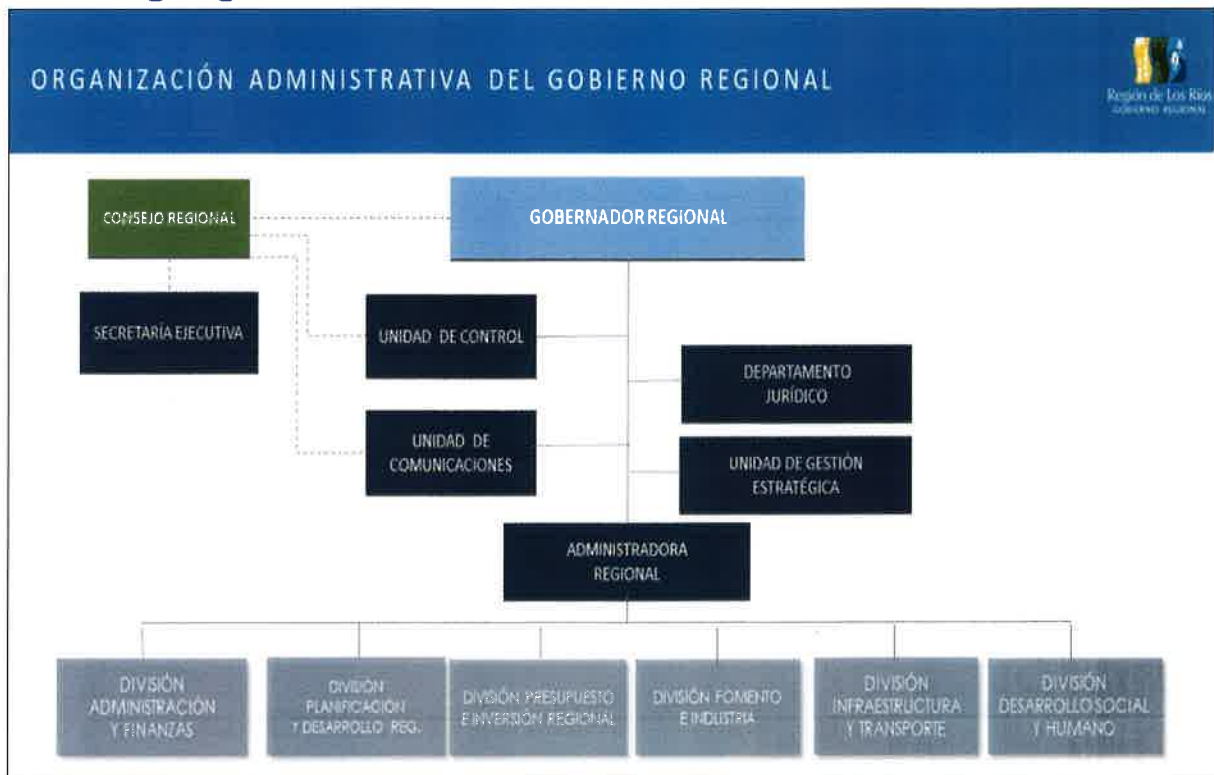 ORGANIZACIÓN ADMINISTRATIVA DEL GOBIERNO REGIONAL
Región de Los Ríos
GOBIERNO REGIONAL
CONSEJO REGIONAL
GOBERNADOR REGIONAL
SECRETARÍA EJECUTIVA
UNIDAD DE CONTROL
DEPARTAMENTO
JURÍDICO
UNIDAD DE
COMUNICACIONES
UNIDAD DE GESTIÓN
ESTRATÉGICA
ADMINISTRADORA
REGIONAL
DIVISIÓN
ADMINISTRACIÓN
Y FINANZAS
DIVISIÓN
PLANIFICACIÓN
Y DESARROLLO REG.
DIVISIÓN PRESUPUESTO
E INVERSIÓN REGIONAL
DIVISIÓN FOMENTO
E INDUSTRIA
DIVISIÓN
INFRAESTRUCTURA
Y TRANSPORTE
DIVISIÓN
DESARROLLO SOCIAL
Y HUMANO